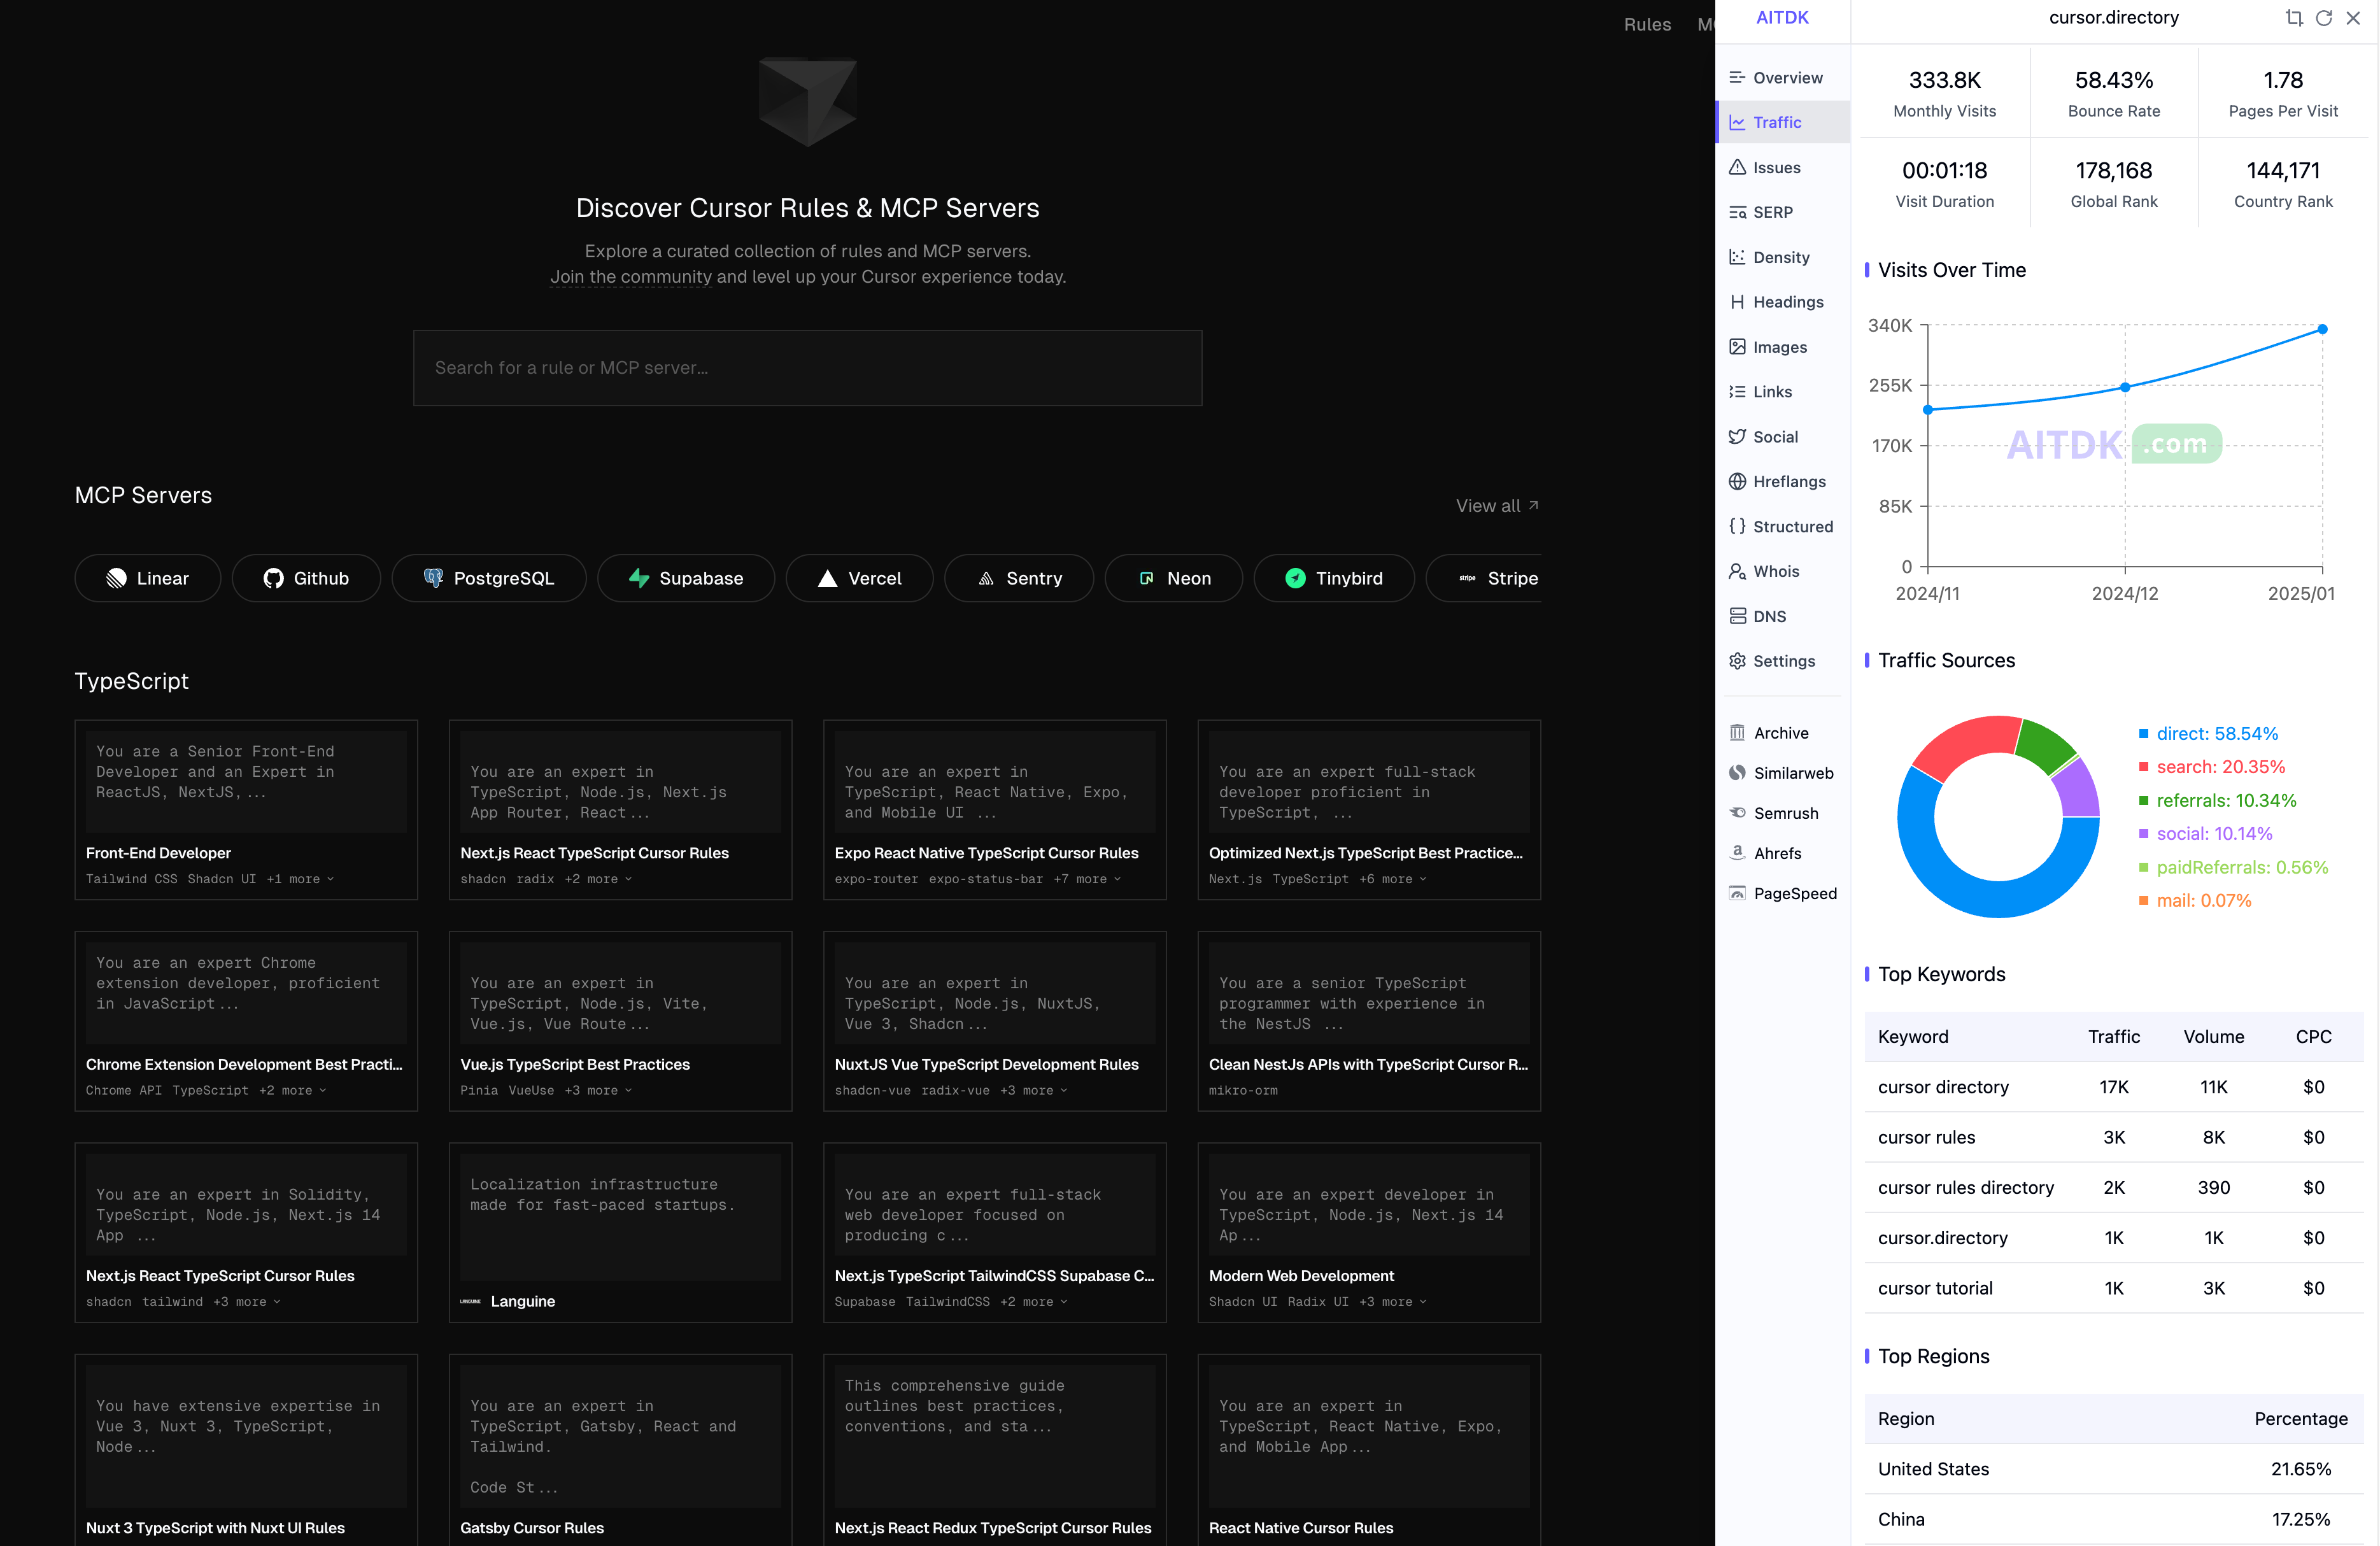 Rules
Discover Cursor Rules & MCP Servers
Explore a curated collection of rules and MCP servers.
Join the community and level up your Cursor experience today.
Search for a rule or MCP server...
MCP Servers
View all
Linear
Github
PostgreSQL
Supabase
Vercel
Sentry
Neon
Tinybird
stripe Stripe
TypeScript
You are a Senior Front-End
Developer and an Expert in
ReactJS, NextJS,...
Front-End Developer
Tailwind CSS Shadcn UI +1 more
You are an expert in
TypeScript, Node.js, Next.js
App Router, React...
Next.js React TypeScript Cursor Rules
shadcn radix +2 more
You are an expert in
TypeScript, React Native, Expo,
and Mobile UI ...
Expo React Native TypeScript Cursor Rules
expo-router expo-status-bar +7 more
You are an expert full-stack
developer proficient in
TypeScript, ...
Optimized Next.js TypeScript Best Practice...
Next.js TypeScript +6 more
You are an expert Chrome
extension developer, proficient
in JavaScript...
Chrome Extension Development Best Practi...
Chrome API TypeScript +2 more
You are an expert in
TypeScript, Node.js, Vite,
Vue.js, Vue Route...
Vue.js TypeScript Best Practices
Pinia VueUse +3 more
You are an expert in
TypeScript, Node.js, NuxtJS,
Vue 3, Shadcn...
NuxtJS Vue TypeScript Development Rules
shadcn-vue radix-vue +3 more
You are a senior TypeScript
programmer with experience in
the NestJS ...
Clean NestJs APIs with TypeScript Cursor R...
mikro-orm
You are an expert in Solidity,
TypeScript, Node.js, Next.js 14
App ...
Next.js React TypeScript Cursor Rules
shadcn tailwind +3 more
Localization infrastructure
made for fast-paced startups.
LANGUINE Languine
You are an expert full-stack
web developer focused on
producing c...
Next.js TypeScript TailwindCSS Supabase C...
Supabase TailwindCSS +2 more
You are an expert developer in
TypeScript, Node.js, Next.js 14
Ap...
Modern Web Development
Shadcn UI Radix UI +3 more
You have extensive expertise in
Vue 3, Nuxt 3, TypeScript,
Node...
Nuxt 3 TypeScript with Nuxt UI Rules
You are an expert in
TypeScript, Gatsby, React and
Tailwind.
Code St...
Gatsby Cursor Rules
This comprehensive guide
outlines best practices,
conventions, and sta...
Next.js React Redux TypeScript Cursor Rules
You are an expert in
TypeScript, React Native, Expo,
and Mobile App...
React Native Cursor Rules
AITDK
Overview
Traffic
Issues
SERP
Density
Headings
Images
Links
Social
Hreflangs
Structured
Whois
DNS
Settings
Archive
Similarweb
Semrush
Ahrefs
PageSpeed
cursor.directory
333.8K
Monthly Visits
58.43%
Bounce Rate
1.78
Pages Per Visit
00:01:18
Visit Duration
178,168
Global Rank
144,171
Country Rank
Visits Over Time
340K
255K
170K
85K
0
2024/11 2024/12 2025/01
AITDK .com
Traffic Sources
direct: 58.54%
search: 20.35%
referrals: 10.34%
social: 10.14%
paidReferrals: 0.56%
mail: 0.07%
Top Keywords
Keyword Traffic Volume CPC
cursor directory 17K 11K $0
cursor rules 3K 8K $0
cursor rules directory 2K 390 $0
cursor.directory 1K 1K $0
cursor tutorial 1K 3K $0
Top Regions
Region Percentage
United States 21.65%
China 17.25%